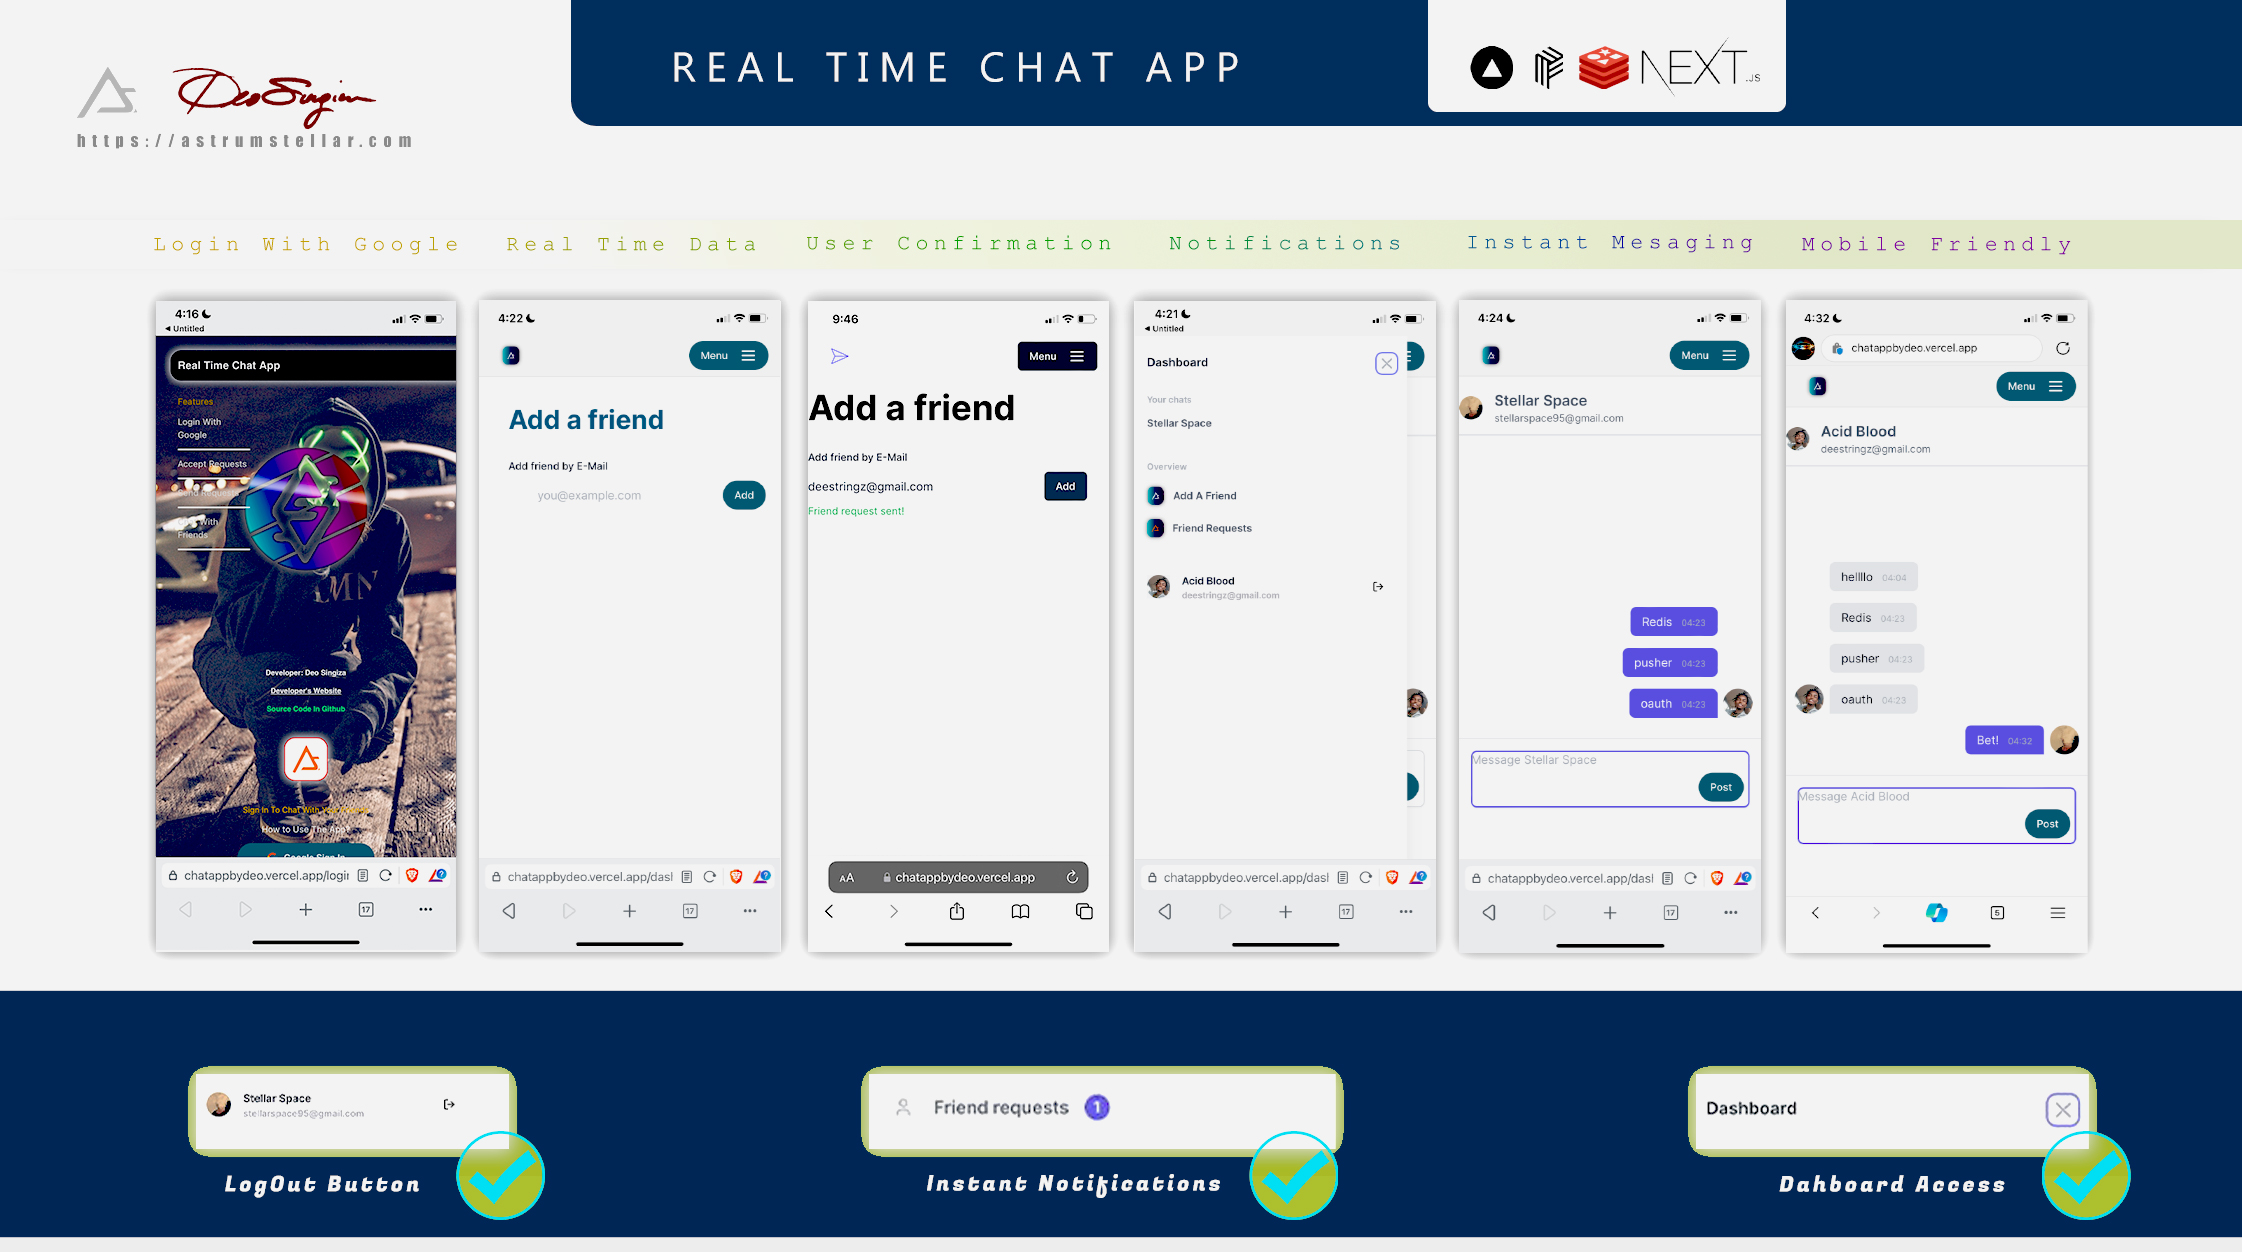 REAL TIME CHAT APP
NEXT.JS
Deo Singiza
https://astrumstellar.com
Login With Google
Real Time Data
User Confirmation
Notifications
Instant Mesaging
Mobile Friendly
4:16
Untitled
Real Time Chat App
Features
Login With
Google
Accept Requests
Send Requests
With
Friends
Developer: Deo Singiza
Developer's Website
Source Code In Github
Sign In To Chat With Your
How to Use The App?
Google Sign In
chatappbydeo.vercel.app/logi
17
4:22
Menu
Add a friend
Add friend by E-Mail
you@example.com
Add
chatappbydeo.vercel.app/dasl
17
9:46
Menu
Add a friend
Add friend by E-Mail
deestringz@gmail.com
Add
Friend request sent!
AA
chatappbydeo.vercel.app
4:21
Untitled
Dashboard
Your chats
Stellar Space
Overview
Add A Friend
Friend Requests
Acid Blood
deestringz@gmail.com
chatappbydeo.vercel.app/dasl
17
4:24
Menu
Stellar Space
stellarspace95@gmail.com
Redis 04:23
pusher 04:23
oauth 04:23
Message Stellar Space
Post
chatappbydeo.vercel.app/dasl
17
4:32
chatappbydeo.vercel.app
Menu
Acid Blood
deestringz@gmail.com
hellllo 04:04
Redis 04:23
pusher 04:23
oauth 04:23
Bet! 04:32
Message Acid Blood
Post
5
Stellar Space
stellarspace95@gmail.com
LogOut Button
Friend requests 1
Instant Notifications
Dashboard
Dahboard Access